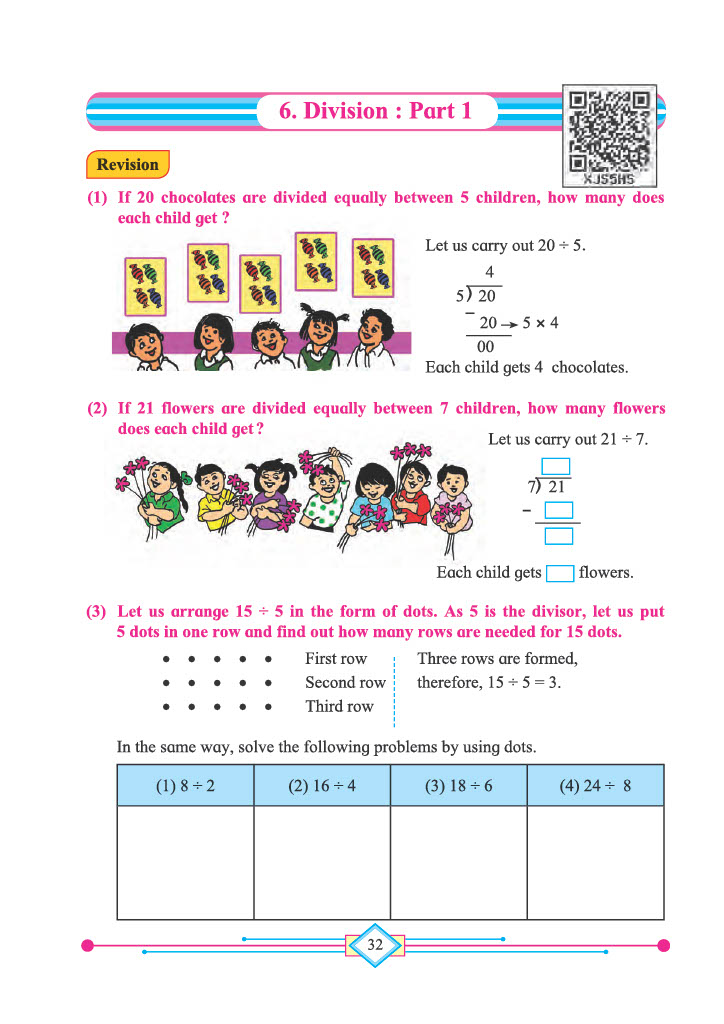 6. Division : Part 1
XJS5HS
Revision
(1) If 20 chocolates are divided equally between 5 children, how many does
each child get ?
Let us carry out 20 ÷ 5.
4
5) 20
−
20 → 5 × 4
00
Each child gets 4 chocolates.
(2) If 21 flowers are divided equally between 7 children, how many flowers
does each child get ?
Let us carry out 21 ÷ 7.
7) 21
−
Each child gets flowers.
(3) Let us arrange 15 ÷ 5 in the form of dots. As 5 is the divisor, let us put
5 dots in one row and find out how many rows are needed for 15 dots.
• • • • • First row
Three rows are formed,
• • • • • Second row
therefore, 15 ÷ 5 = 3.
• • • • • Third row
In the same way, solve the following problems by using dots.
(1) 8 ÷ 2
(2) 16 ÷ 4
(3) 18 ÷ 6
(4) 24 ÷ 8
32